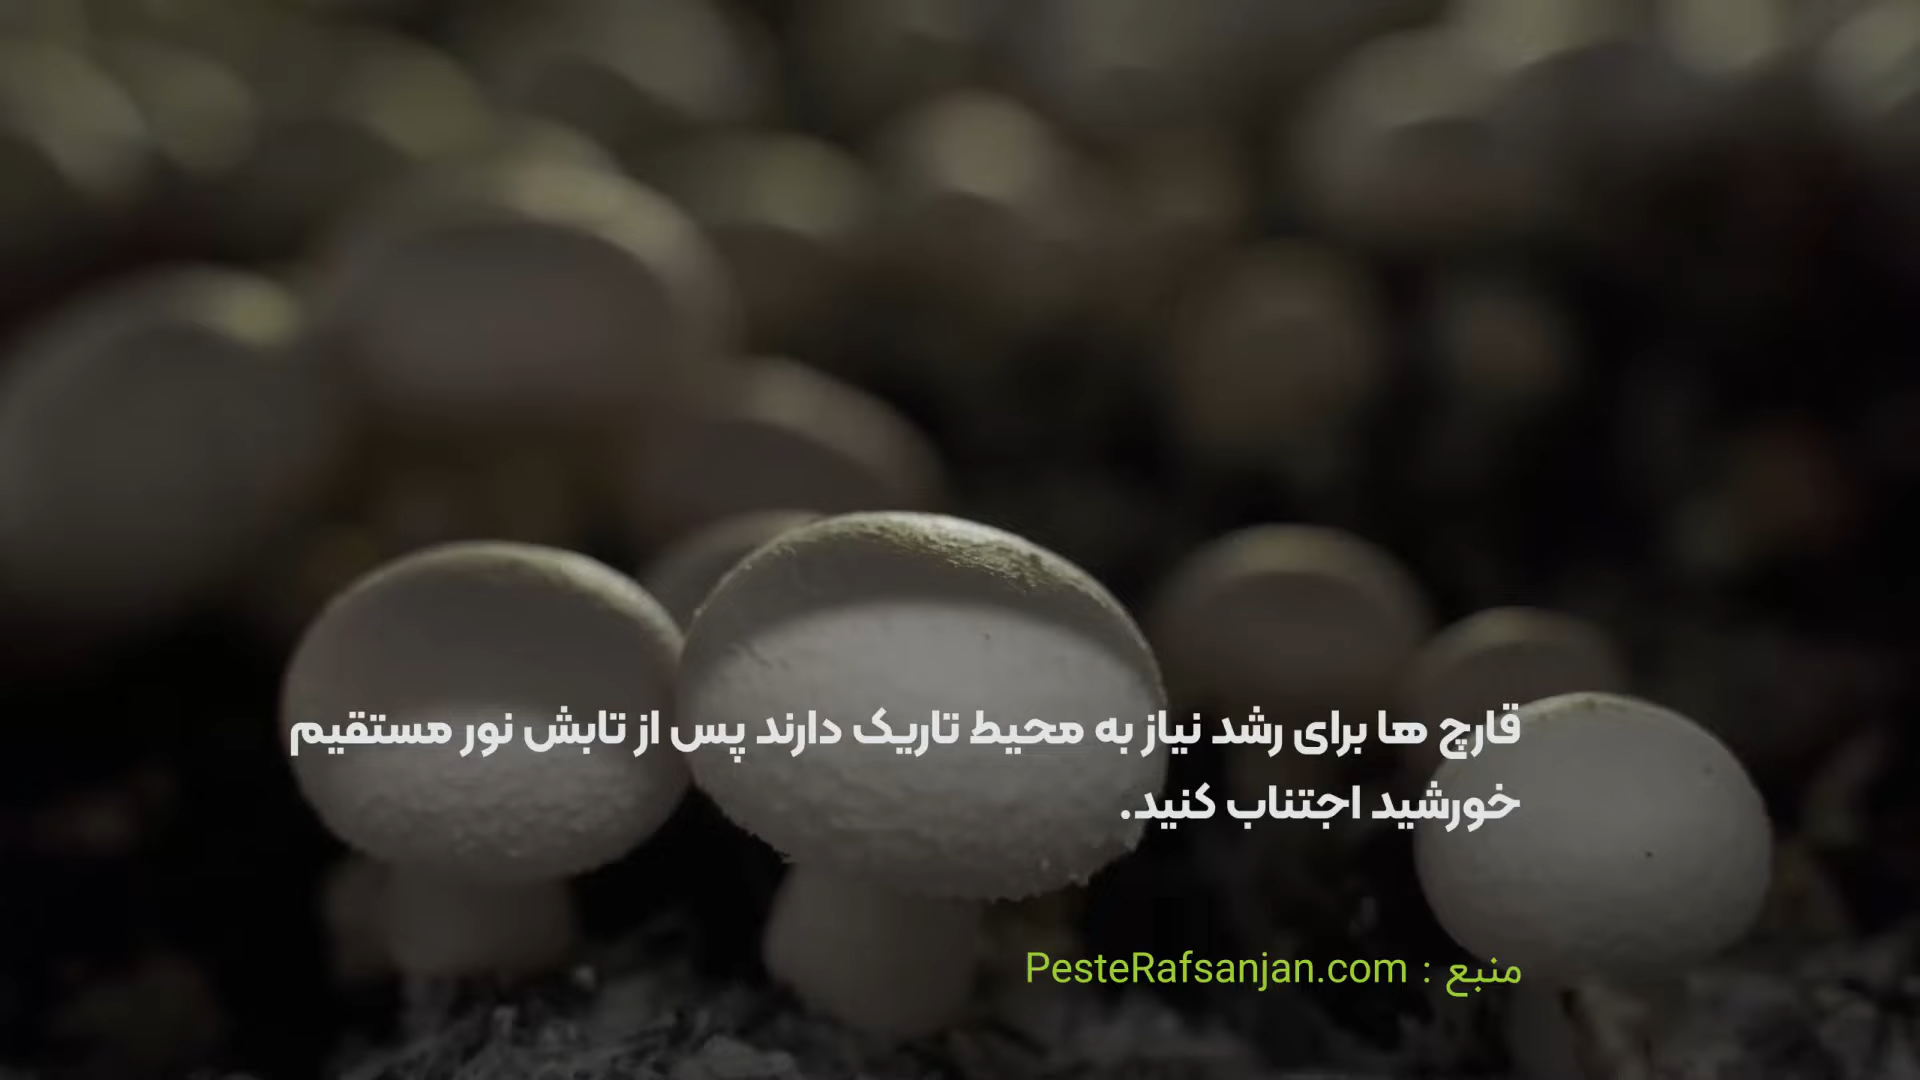 قارچ ها برای رشد نیاز به محیط تاریک دارند پس از تابش نور مستقیم
خورشید اجتناب کنید.
منبع : PesteRafsanjan.com